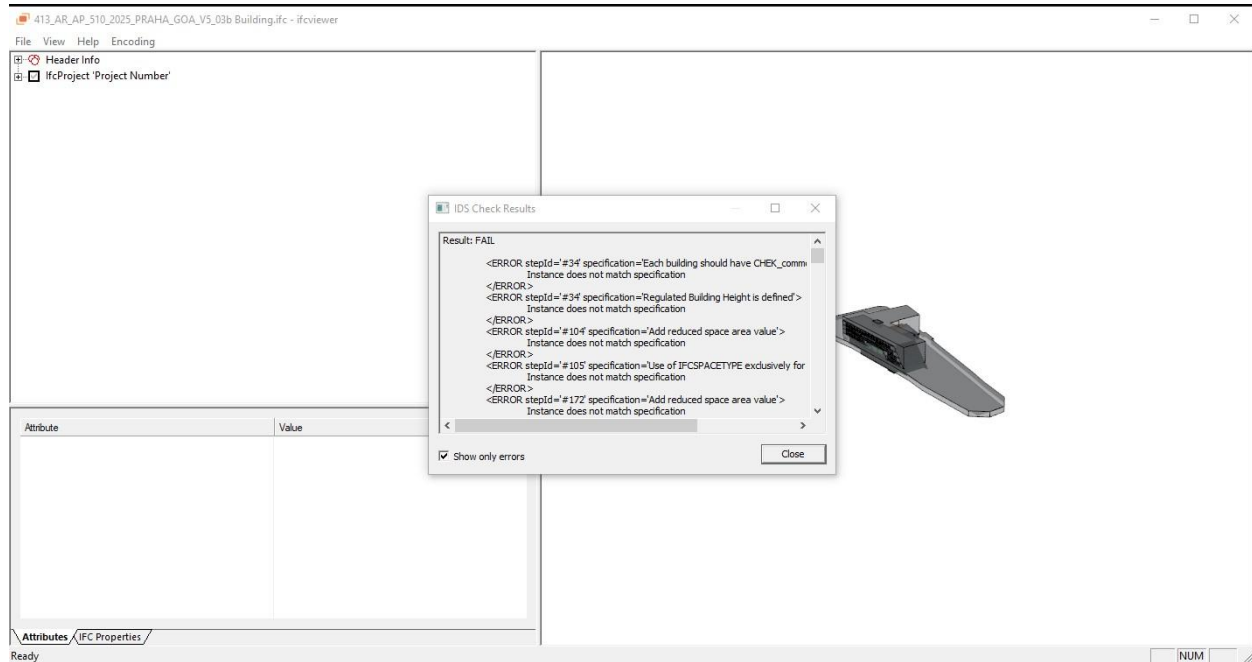 413_AR_AP_510_2025_PRAHA_GOA_V5_03b Building.ifc - ifcviewer
File View Help Encoding
Header Info
IfcProject 'Project Number'
IDS Check Results
Result: FAIL
<ERROR stepId='#34' specification='Each building should have CHEK_comm
Instance does not match specification
</ERROR>
<ERROR stepId='#34' specification='Regulated Building Height is defined'>
Instance does not match specification
</ERROR>
<ERROR stepId='#104' specification='Add reduced space area value'>
Instance does not match specification
</ERROR>
<ERROR stepId='#105' specification='Use of IFCSPACETYPE exclusively for
Instance does not match specification
</ERROR>
<ERROR stepId='#172' specification='Add reduced space area value'>
Instance does not match specification
Show only errors
Close
Attribute Value
Attributes IFC Properties
Ready NUM